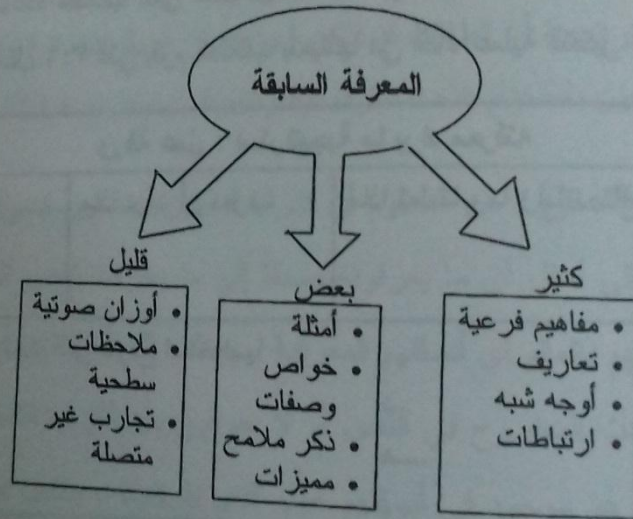 المعرفة السابقة
كثير
• مفاهيم فرعية
• تعاريف
• أوجه شبه
• ارتباطات
بعض
• أمثلة
• خواص
وصفات
• ذكر ملامح
• مميزات
قليل
• أوزان صوتية
• ملاحظات
سطحية
• تجارب غير
متصلة